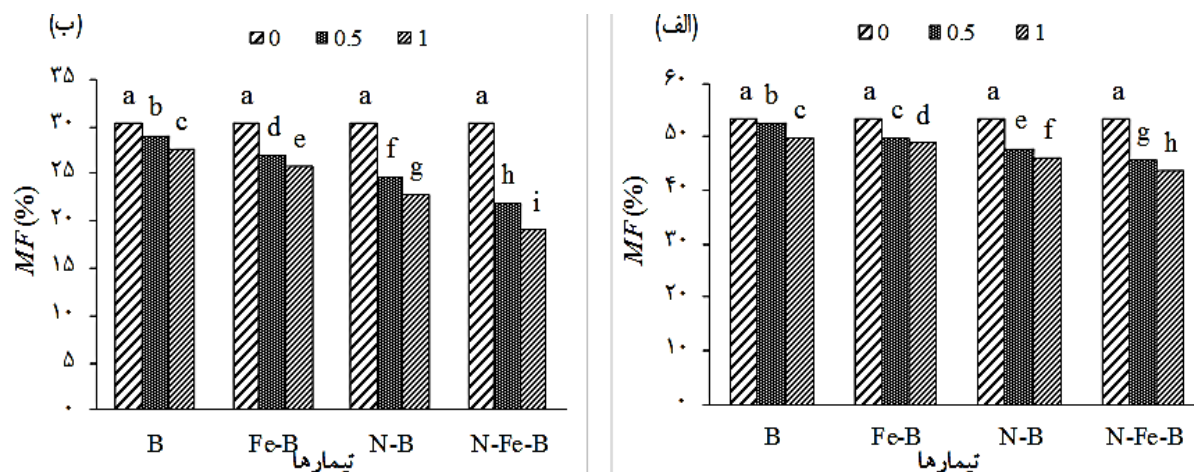 (ب)
0 0.5 1
MF (%)
۳۵
۳۰
۲۵
۲۰
۱۵
۱۰
۵
۰
a b c a d e a f g a h i
B Fe-B N-B N-Fe-B
تیمارها
(الف)
0 0.5 1
MF (%)
۶۰
۵۰
۴۰
۳۰
۲۰
۱۰
۰
a b c a c d a e f a g h
B Fe-B N-B N-Fe-B
تیمارها